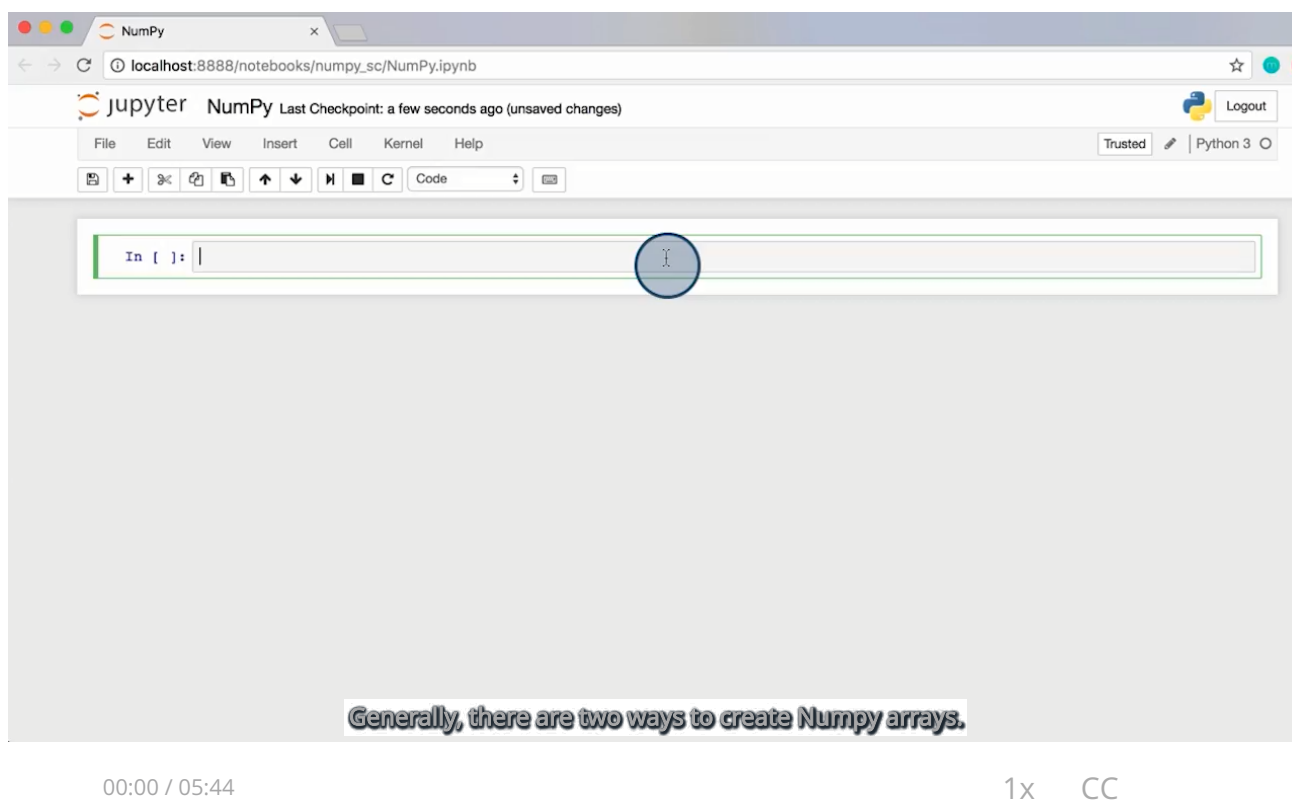 NumPy
localhost:8888/notebooks/numpy_sc/NumPy.ipynb
jupyter NumPy Last Checkpoint: a few seconds ago (unsaved changes) Logout
File Edit View Insert Cell Kernel Help Trusted Python 3
Code
In [ ]:
Generally, there are two ways to create Numpy arrays.
00:00 / 05:44 1x CC